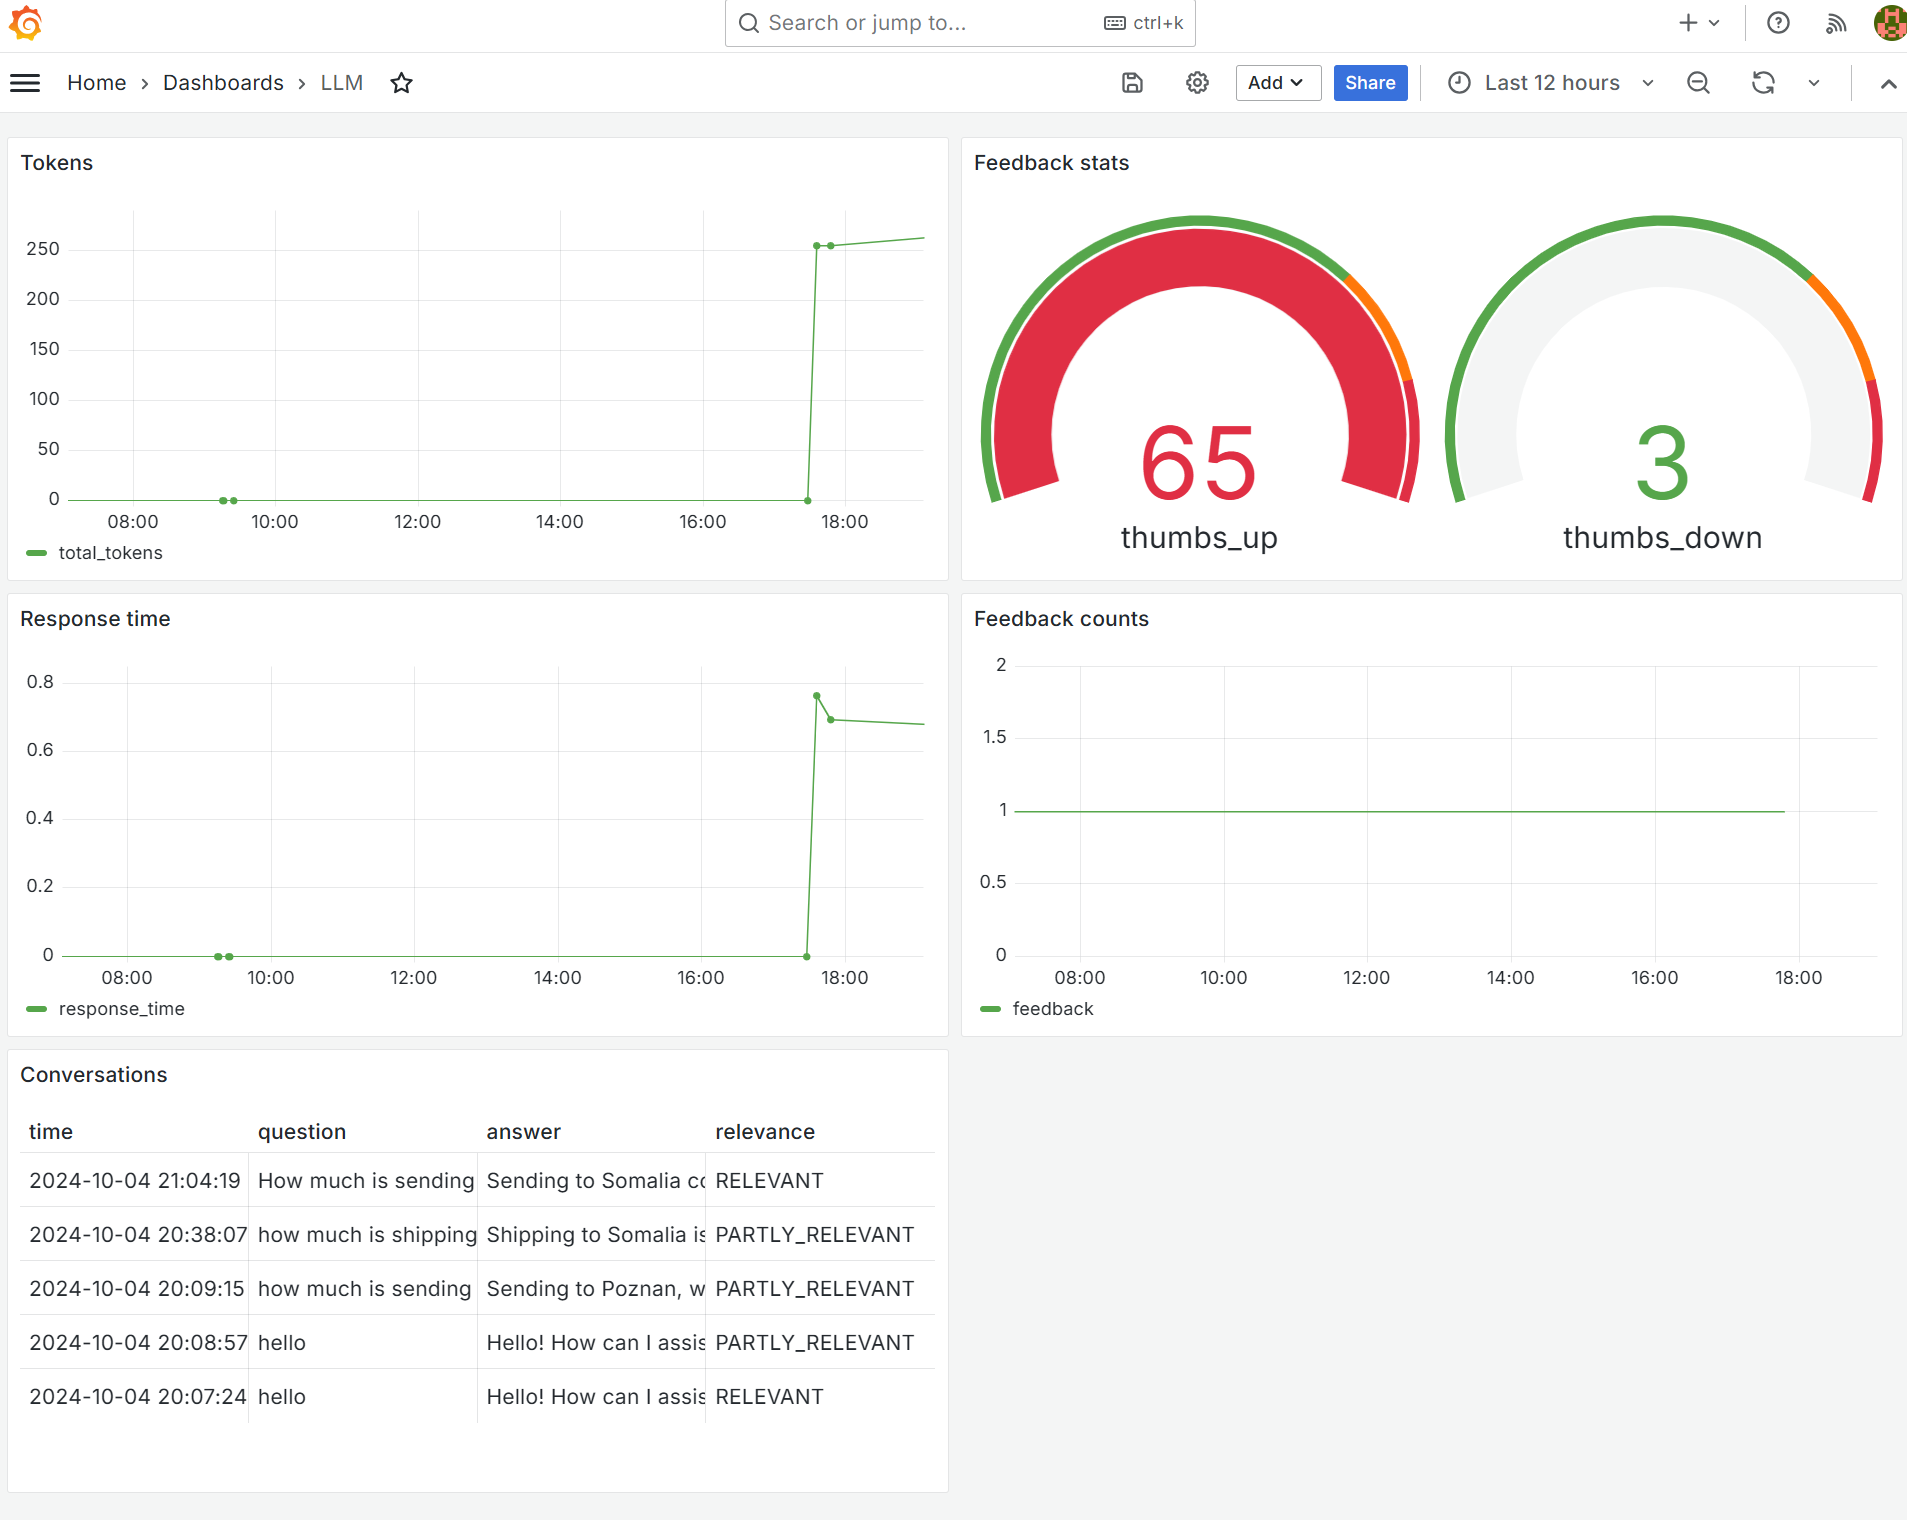 Search or jump to... ctrl+k
Home › Dashboards › LLM Add Share Last 12 hours
Tokens
250
200
150
100
50
0
08:00 10:00 12:00 14:00 16:00 18:00
total_tokens
Feedback stats
65 3
thumbs_up thumbs_down
Response time
0.8
0.6
0.4
0.2
0
08:00 10:00 12:00 14:00 16:00 18:00
response_time
Feedback counts
2
1.5
1
0.5
0
08:00 10:00 12:00 14:00 16:00 18:00
feedback
Conversations
time question answer relevance
2024-10-04 21:04:19 How much is sending Sending to Somalia RELEVANT
2024-10-04 20:38:07 how much is shipping Shipping to Somalia is PARTLY_RELEVANT
2024-10-04 20:09:15 how much is sending Sending to Poznan, w PARTLY_RELEVANT
2024-10-04 20:08:57 hello Hello! How can I assis PARTLY_RELEVANT
2024-10-04 20:07:24 hello Hello! How can I assis RELEVANT